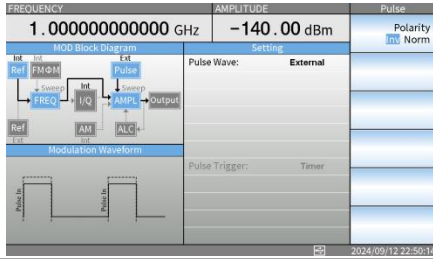 FREQUENCY
AMPLITUDE
Pulse
1.000000000000 GHz
-140.00 dBm
Polarity
Inv Norm
MOD Block Diagram
Setting
Int
Int
Ext
Ref
FMΦM
Pulse
Pulse Wave:
External
Sweep
Int
Sweep
FREQ
I/Q
AMPL
Output
Ref
AM
ALC
Ext
Int
Modulation Waveform
Pulse Trigger:
Timer
Pulse In
Pulse In
2024/09/12 22:50:14